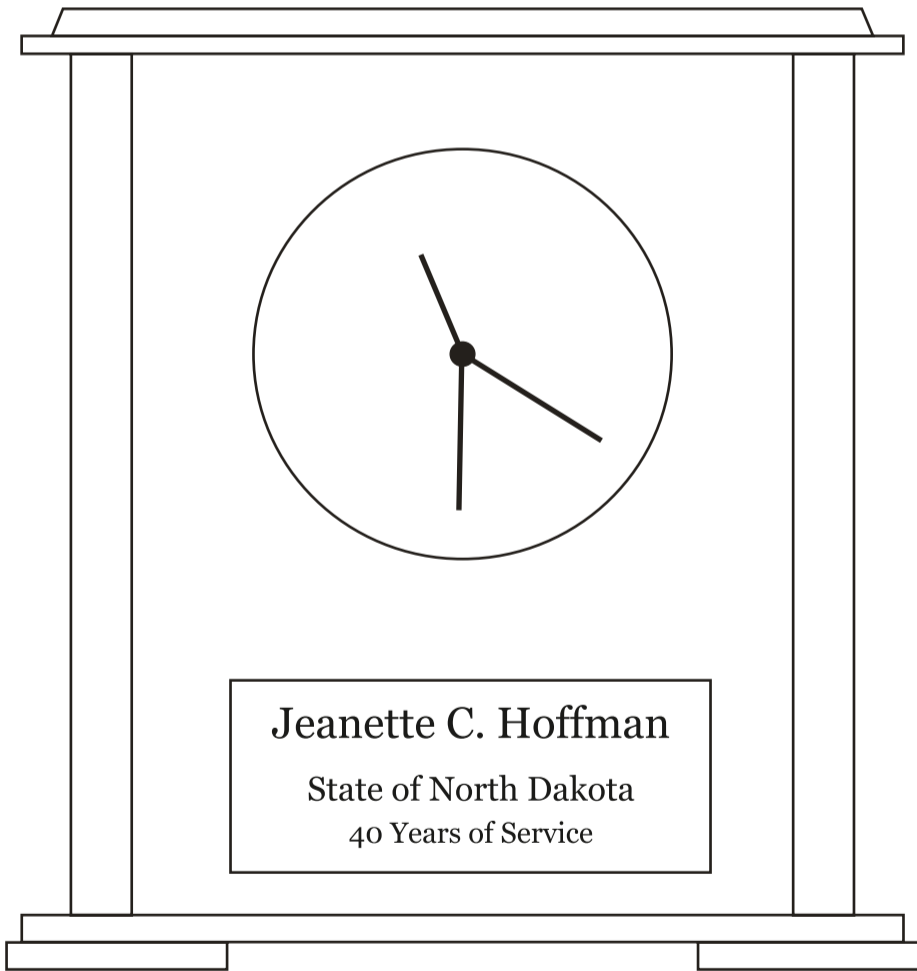 Jeanette C. Hoffman
State of North Dakota
40 Years of Service